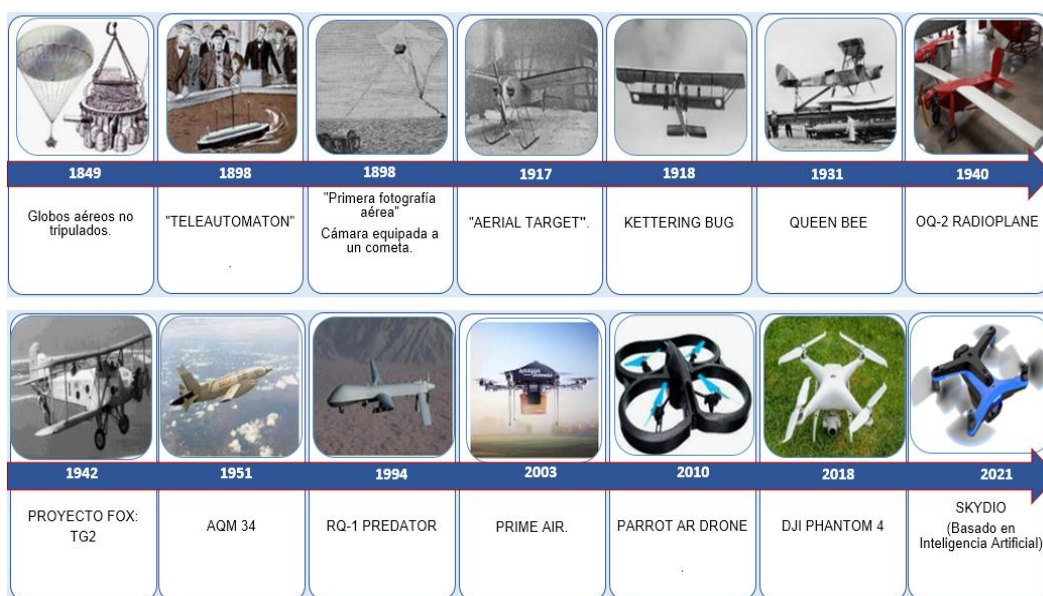 1849
1898
1898
1917
1918
1931
1940
Globos aéreos no
tripulados.
"TELEAUTOMATON"
.
"Primera fotografía
aérea"
Cámara equipada a
un cometa.
"AERIAL TARGET".
KETTERING BUG
QUEEN BEE
OQ-2 RADIOPLANE
amazon
1942
1951
1994
2003
2010
2018
2021
PROYECTO FOX:
TG2
AQM 34
RQ-1 PREDATOR
PRIME AIR.
PARROT AR DRONE
.
DJI PHANTOM 4
SKYDIO
(Basado en
Inteligencia Artificial)